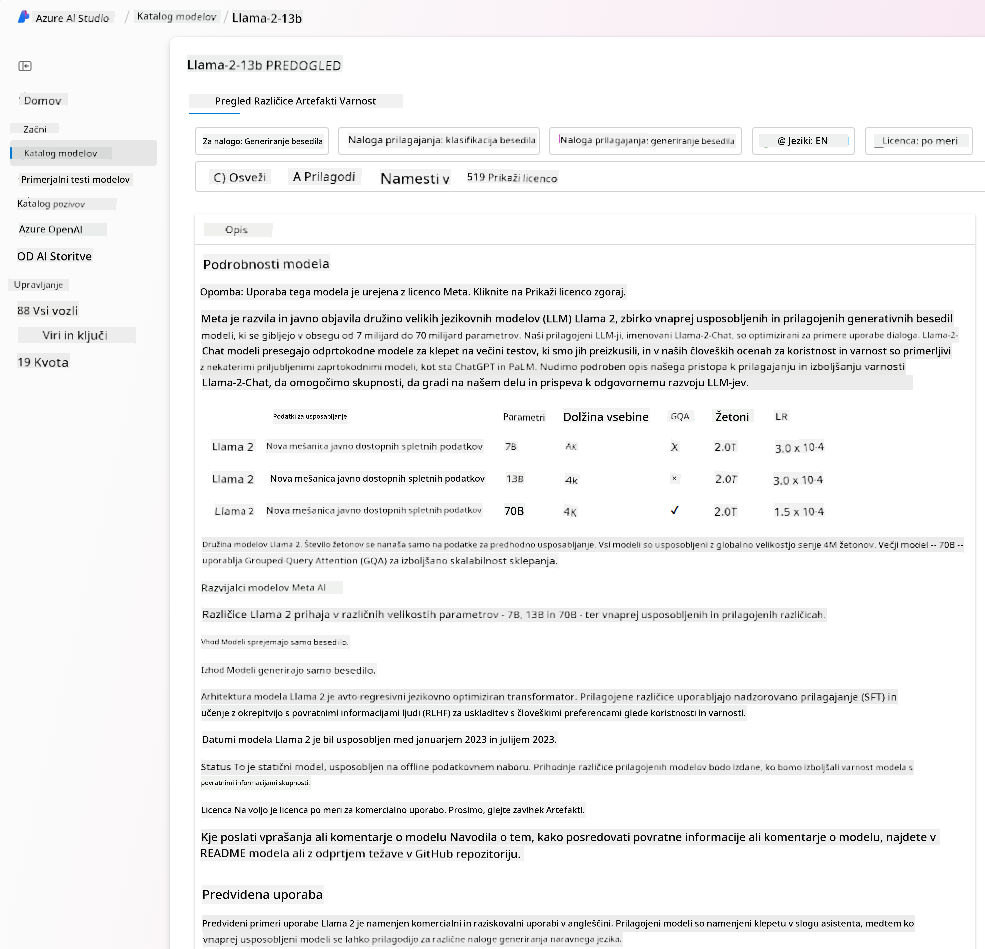 Azure AI Studio / Katalog modelov / Llama-2-13b
Llama-2-13b PREDOGLED
Domov
Začni
Katalog modelov
Primerjalni testi modelov
Katalog pozivov
Azure OpenAI
OD AI Storitve
Upravljanje
88 Vsi vozli
Viri in ključi
19 Kvota
Pregled Različice Artefakti Varnost
Za nalogo: Generiranje besedila
Naloga prilagajanja: klasifikacija besedila
Naloga prilagajanja: generiranje besedila
@ Jeziki: EN
Licenca: po meri
C) Osveži A Prilagodi Namesti v 519 Prikaži licenco
Opis
Podrobnosti modela
Opomba: Uporaba tega modela je urejena z licenco Meta. Kliknite na Prikaži licenco zgoraj.
Meta je razvila in javno objavila družino velikih jezikovnih modelov (LLM) Llama 2, zbirko vnaprej usposobljenih in prilagojenih generativnih besedil
modeli, ki se gibljejo v obsegu od 7 milijard do 70 milijard parametrov. Naši prilagojeni LLM-ji, imenovani Llama-2-Chat, so optimizirani za primere uporabe dialoga. Llama-2-
Chat modeli presegajo odprtokodne modele za klepet na večini testov, ki smo jih preizkusili, in v naših človeških ocenah za koristnost in varnost so primerljivi
z nekaterimi priljubljenimi zaprtokodnimi modeli, kot sta ChatGPT in PaLM. Nudimo podroben opis našega pristopa k prilagajanju in izboljšanju varnosti
Llama-2-Chat, da omogočimo skupnosti, da gradi na našem delu in prispeva k odgovornemu razvoju LLM-jev.
Podatki za usposabljanje Parametri Dolžina vsebine GQA Žetoni LR
Llama 2 Nova mešanica javno dostopnih spletnih podatkov 7B 4K X 2.0T 3.0 x 10-4
Llama 2 Nova mešanica javno dostopnih spletnih podatkov 13B 4k × 2.0T 3.0 x 10-4
Llama 2 Nova mešanica javno dostopnih spletnih podatkov 70B 4K ✓ 2.0T 1.5 x 10-4
Družina modelov Llama 2. Število žetonov se nanaša samo na podatke za predhodno usposabljanje. Vsi modeli so usposobljeni z globalno velikostjo serije 4M žetonov. Večji model -- 70B --
uporablja Grouped-Query Attention (GQA) za izboljšano skalabilnost sklepanja.
Razvijalci modelov Meta AI
Različice Llama 2 prihaja v različnih velikostih parametrov - 7B, 13B in 70B - ter vnaprej usposobljenih in prilagojenih različicah.
Vhod Modeli sprejemajo samo besedilo.
Izhod Modeli generirajo samo besedilo.
Arhitektura modela Llama 2 je avto-regresivni jezikovno optimiziran transformator. Prilagojene različice uporabljajo nadzorovano prilagajanje (SFT) in
učenje z okrepitvijo s povratnimi informacijami ljudi (RLHF) za uskladitev s človeškimi preferencami glede koristnosti in varnosti.
Datumi modela Llama 2 je bil usposobljen med januarjem 2023 in julijem 2023.
Status To je statični model, usposobljen na offline podatkovnem naboru. Prihodnje različice prilagojenih modelov bodo izdane, ko bomo izboljšali varnost modela s
povratnimi informacijami skupnosti.
Licenca Na voljo je licenca po meri za komercialno uporabo. Prosimo, glejte zavihek Artefakti.
Kje poslati vprašanja ali komentarje o modelu Navodila o tem, kako posredovati povratne informacije ali komentarje o modelu, najdete v
README modela ali z odprtjem težave v GitHub repozitoriju.
Predvidena uporaba
Predvideni primeri uporabe Llama 2 je namenjen komercialni in raziskovalni uporabi v angleščini. Prilagojeni modeli so namenjeni klepetu v slogu asistenta, medtem ko
vnaprej usposobljeni modeli se lahko prilagodijo za različne naloge generiranja naravnega jezika.